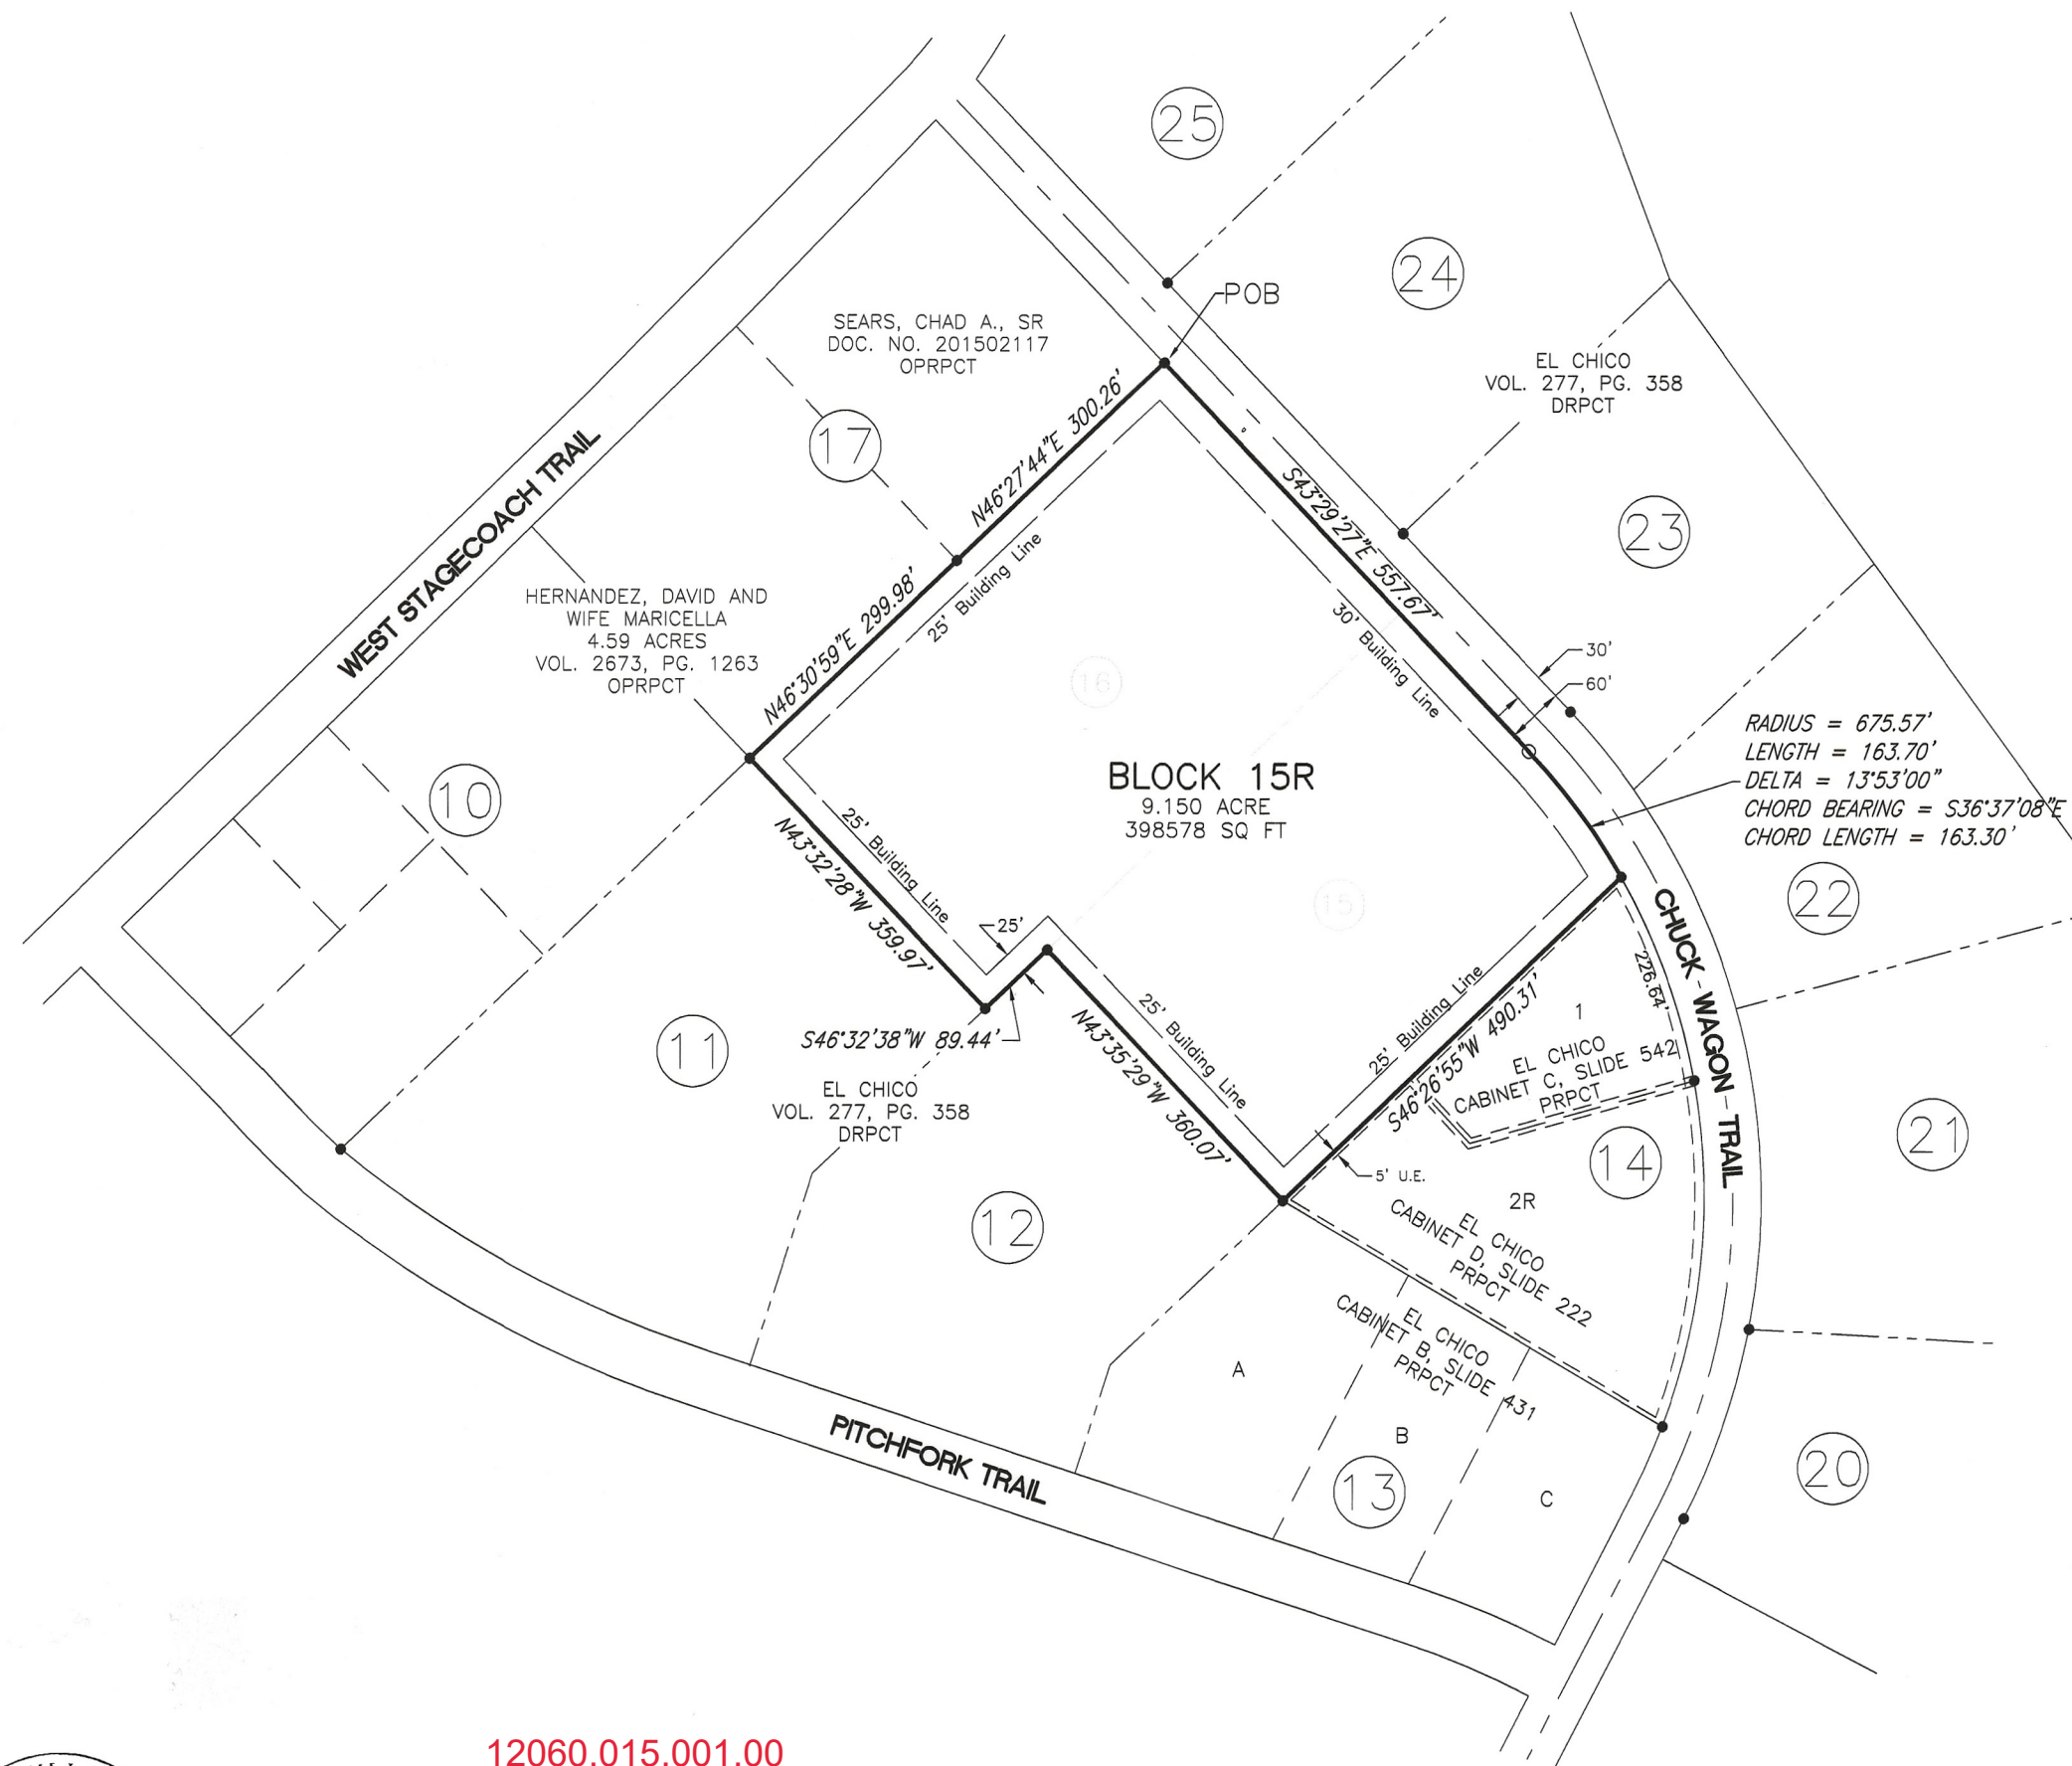 25
24
POB
SEARS, CHAD A., SR
DOC. NO. 201502117
OPRPCT
EL CHICO
VOL. 277, PG. 358
DRPCT
17
N46°27'44"E 300.26'
WEST STAGECOACH TRAIL
S43°29'27"E 557.67'
23
25' Building Line
N46°30'59"E 299.98'
HERNANDEZ, DAVID AND
WIFE MARICELLA
4.59 ACRES
VOL. 2673, PG. 1263
OPRPCT
30' Building Line
30'
60'
16
RADIUS = 675.57'
LENGTH = 163.70'
DELTA = 13°53'00"
CHORD BEARING = S36°37'08"E
CHORD LENGTH = 163.30'
BLOCK 15R
9.150 ACRE
398578 SQ FT
10
25' Building Line
N43°32'28"W 359.97'
15
22
25'
CHUCK WAGON TRAIL
226.64'
11
S46°32'38"W 89.44'
25' Building Line
N43°35'29"W 360.07'
25' Building Line
S46°26'55"W 490.31'
1
EL CHICO
CABINET C, SLIDE 542
PRPCT
EL CHICO
VOL. 277, PG. 358
DRPCT
21
14
5' U.E.
2R
EL CHICO
CABINET D, SLIDE 222
PRPCT
12
EL CHICO
CABINET B, SLIDE 431
PRPCT
A
B
C
PITCHFORK TRAIL
13
20
12060.015.001.00